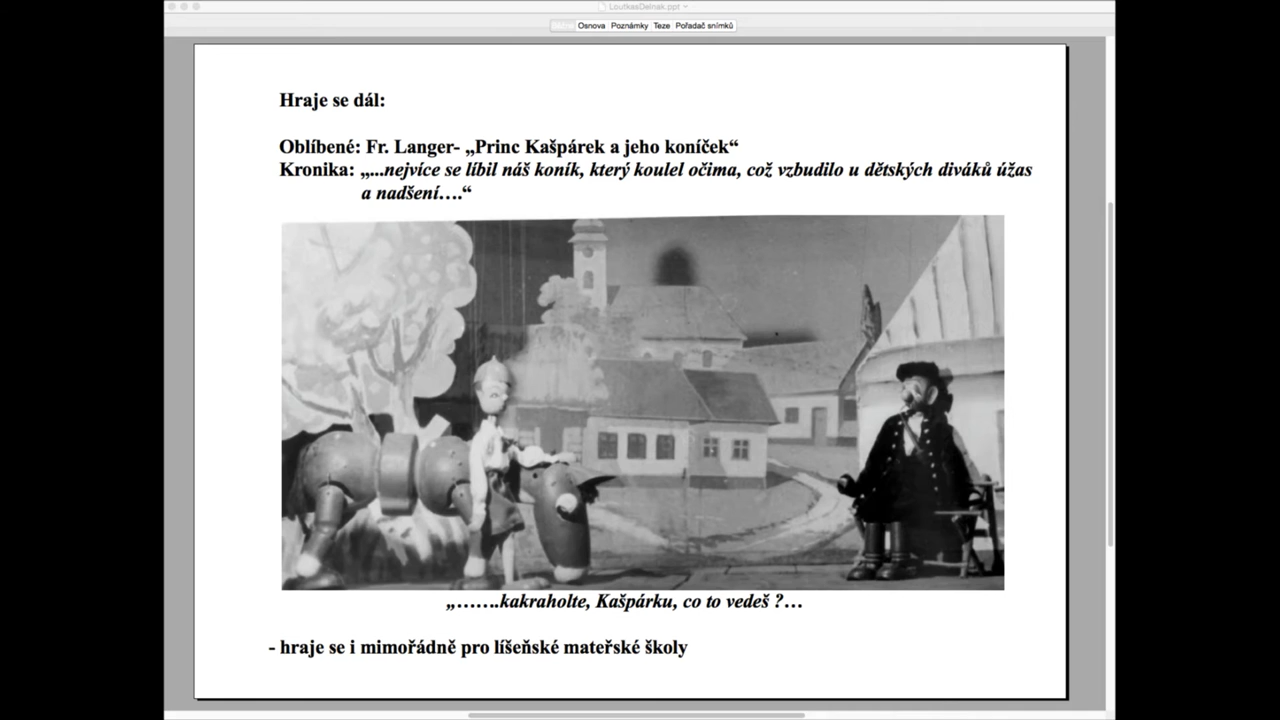 LoutkasDelnak.ppt
Osnova Poznámky Teze Pořadač snímků
Hraje se dál:
Oblíbené: Fr. Langer- „Princ Kašpárek a jeho koníček“
Kronika: „...nejvíce se líbil náš koník, který koulel očima, což vzbudilo u dětských diváků úžas
a nadšení….“
„…….kakraholte, Kašpárku, co to vedeš ?…
- hraje se i mimořádně pro líšeňské mateřské školy